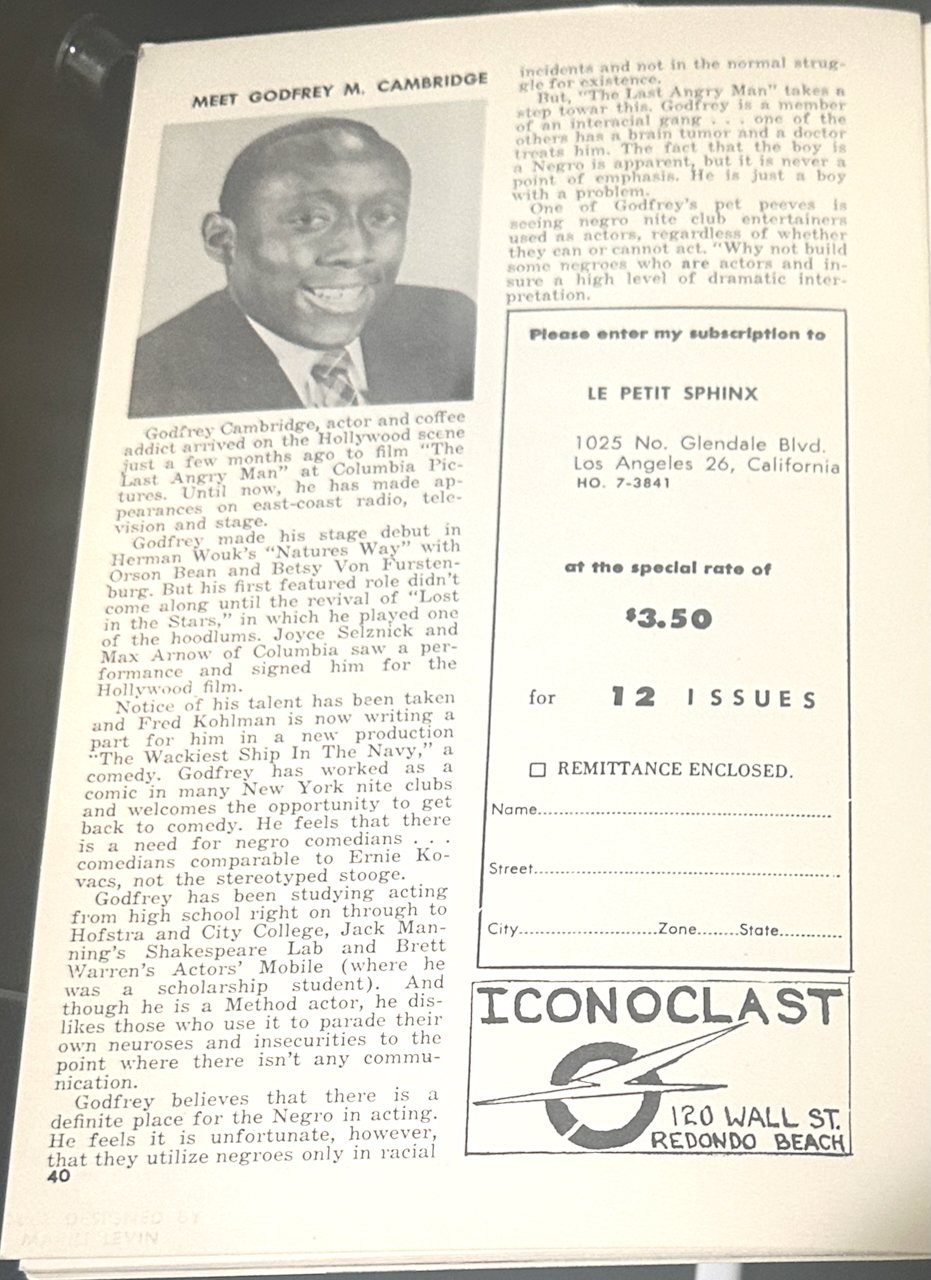 MEET GODFREY M. CAMBRIDGE
Godfrey Cambridge, actor and coffee
addict arrived on the Hollywood scene
just a few months ago to film "The
Last Angry Man" at Columbia Pic-
tures. Until now, he has made ap-
pearances on east-coast radio, tele-
vision and stage.
Godfrey made his stage debut in
Herman Wouk's "Natures Way" with
Orson Bean and Betsy Von Fursten-
burg. But his first featured role didn't
come along until the revival of "Lost
in the Stars," in which he played one
of the hoodlums. Joyce Selznick and
Max Arnow of Columbia saw a per-
formance and signed him for the
Hollywood film.
Notice of his talent has been taken
and Fred Kohlman is now writing a
part for him in a new production
"The Wackiest Ship In The Navy," a
comedy. Godfrey has worked as a
comic in many New York nite clubs
and welcomes the opportunity to get
back to comedy. He feels that there
is a need for negro comedians . . .
comedians comparable to Ernie Ko-
vacs, not the stereotyped stooge.
Godfrey has been studying acting
from high school right on through to
Hofstra and City College, Jack Man-
ning's Shakespeare Lab and Brett
Warren's Actors' Mobile (where he
was a scholarship student). And
though he is a Method actor, he dis-
likes those who use it to parade their
own neuroses and insecurities to the
point where there isn't any commu-
nication.
Godfrey believes that there is a
definite place for the Negro in acting.
He feels it is unfortunate, however,
that they utilize negroes only in racial
40
incidents and not in the normal strug-
gle for existence.
But, "The Last Angry Man" takes a
step towar this. Godfrey is a member
of an interacial gang . . . one of the
others has a brain tumor and a doctor
treats him. The fact that the boy is
a Negro is apparent, but it is never a
point of emphasis. He is just a boy
with a problem.
One of Godfrey's pet peeves is
seeing negro nite club entertainers
used as actors, regardless of whether
they can or cannot act. "Why not build
some negroes who are actors and in-
sure a high level of dramatic inter-
pretation.
Please enter my subscription to
LE PETIT SPHINX
1025 No. Glendale Blvd.
Los Angeles 26, California
HO. 7-3841
at the special rate of
$3.50
for 12 ISSUES
□ REMITTANCE ENCLOSED.
Name
Street
City Zone State
ICONOCLAST
120 WALL ST.
REDONDO BEACH
DESIGNED BY
LEVIN